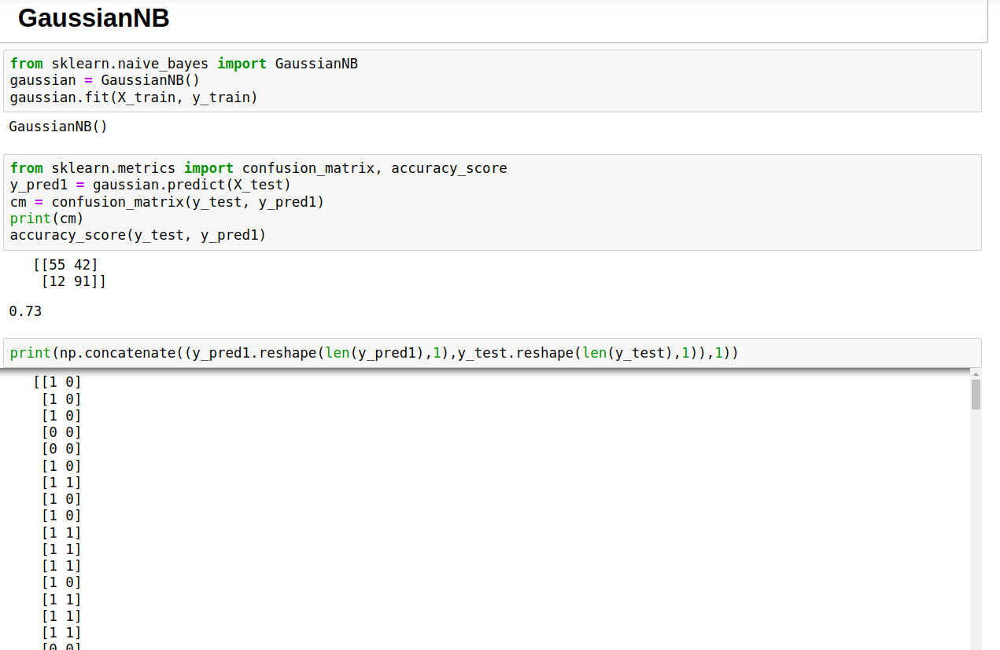 GaussianNB
from sklearn.naive_bayes import GaussianNB
gaussian = GaussianNB()
gaussian.fit(X_train, y_train)
GaussianNB()
from sklearn.metrics import confusion_matrix, accuracy_score
y_pred1 = gaussian.predict(X_test)
cm = confusion_matrix(y_test, y_pred1)
print(cm)
accuracy_score(y_test, y_pred1)
[[55 42]
[12 91]]
0.73
print(np.concatenate((y_pred1.reshape(len(y_pred1),1),y_test.reshape(len(y_test),1)),1))
[[1 0]
[1 0]
[1 0]
[0 0]
[0 0]
[1 0]
[1 1]
[1 0]
[1 0]
[1 1]
[1 1]
[1 1]
[1 0]
[1 1]
[1 1]
[1 1]
[0 0]